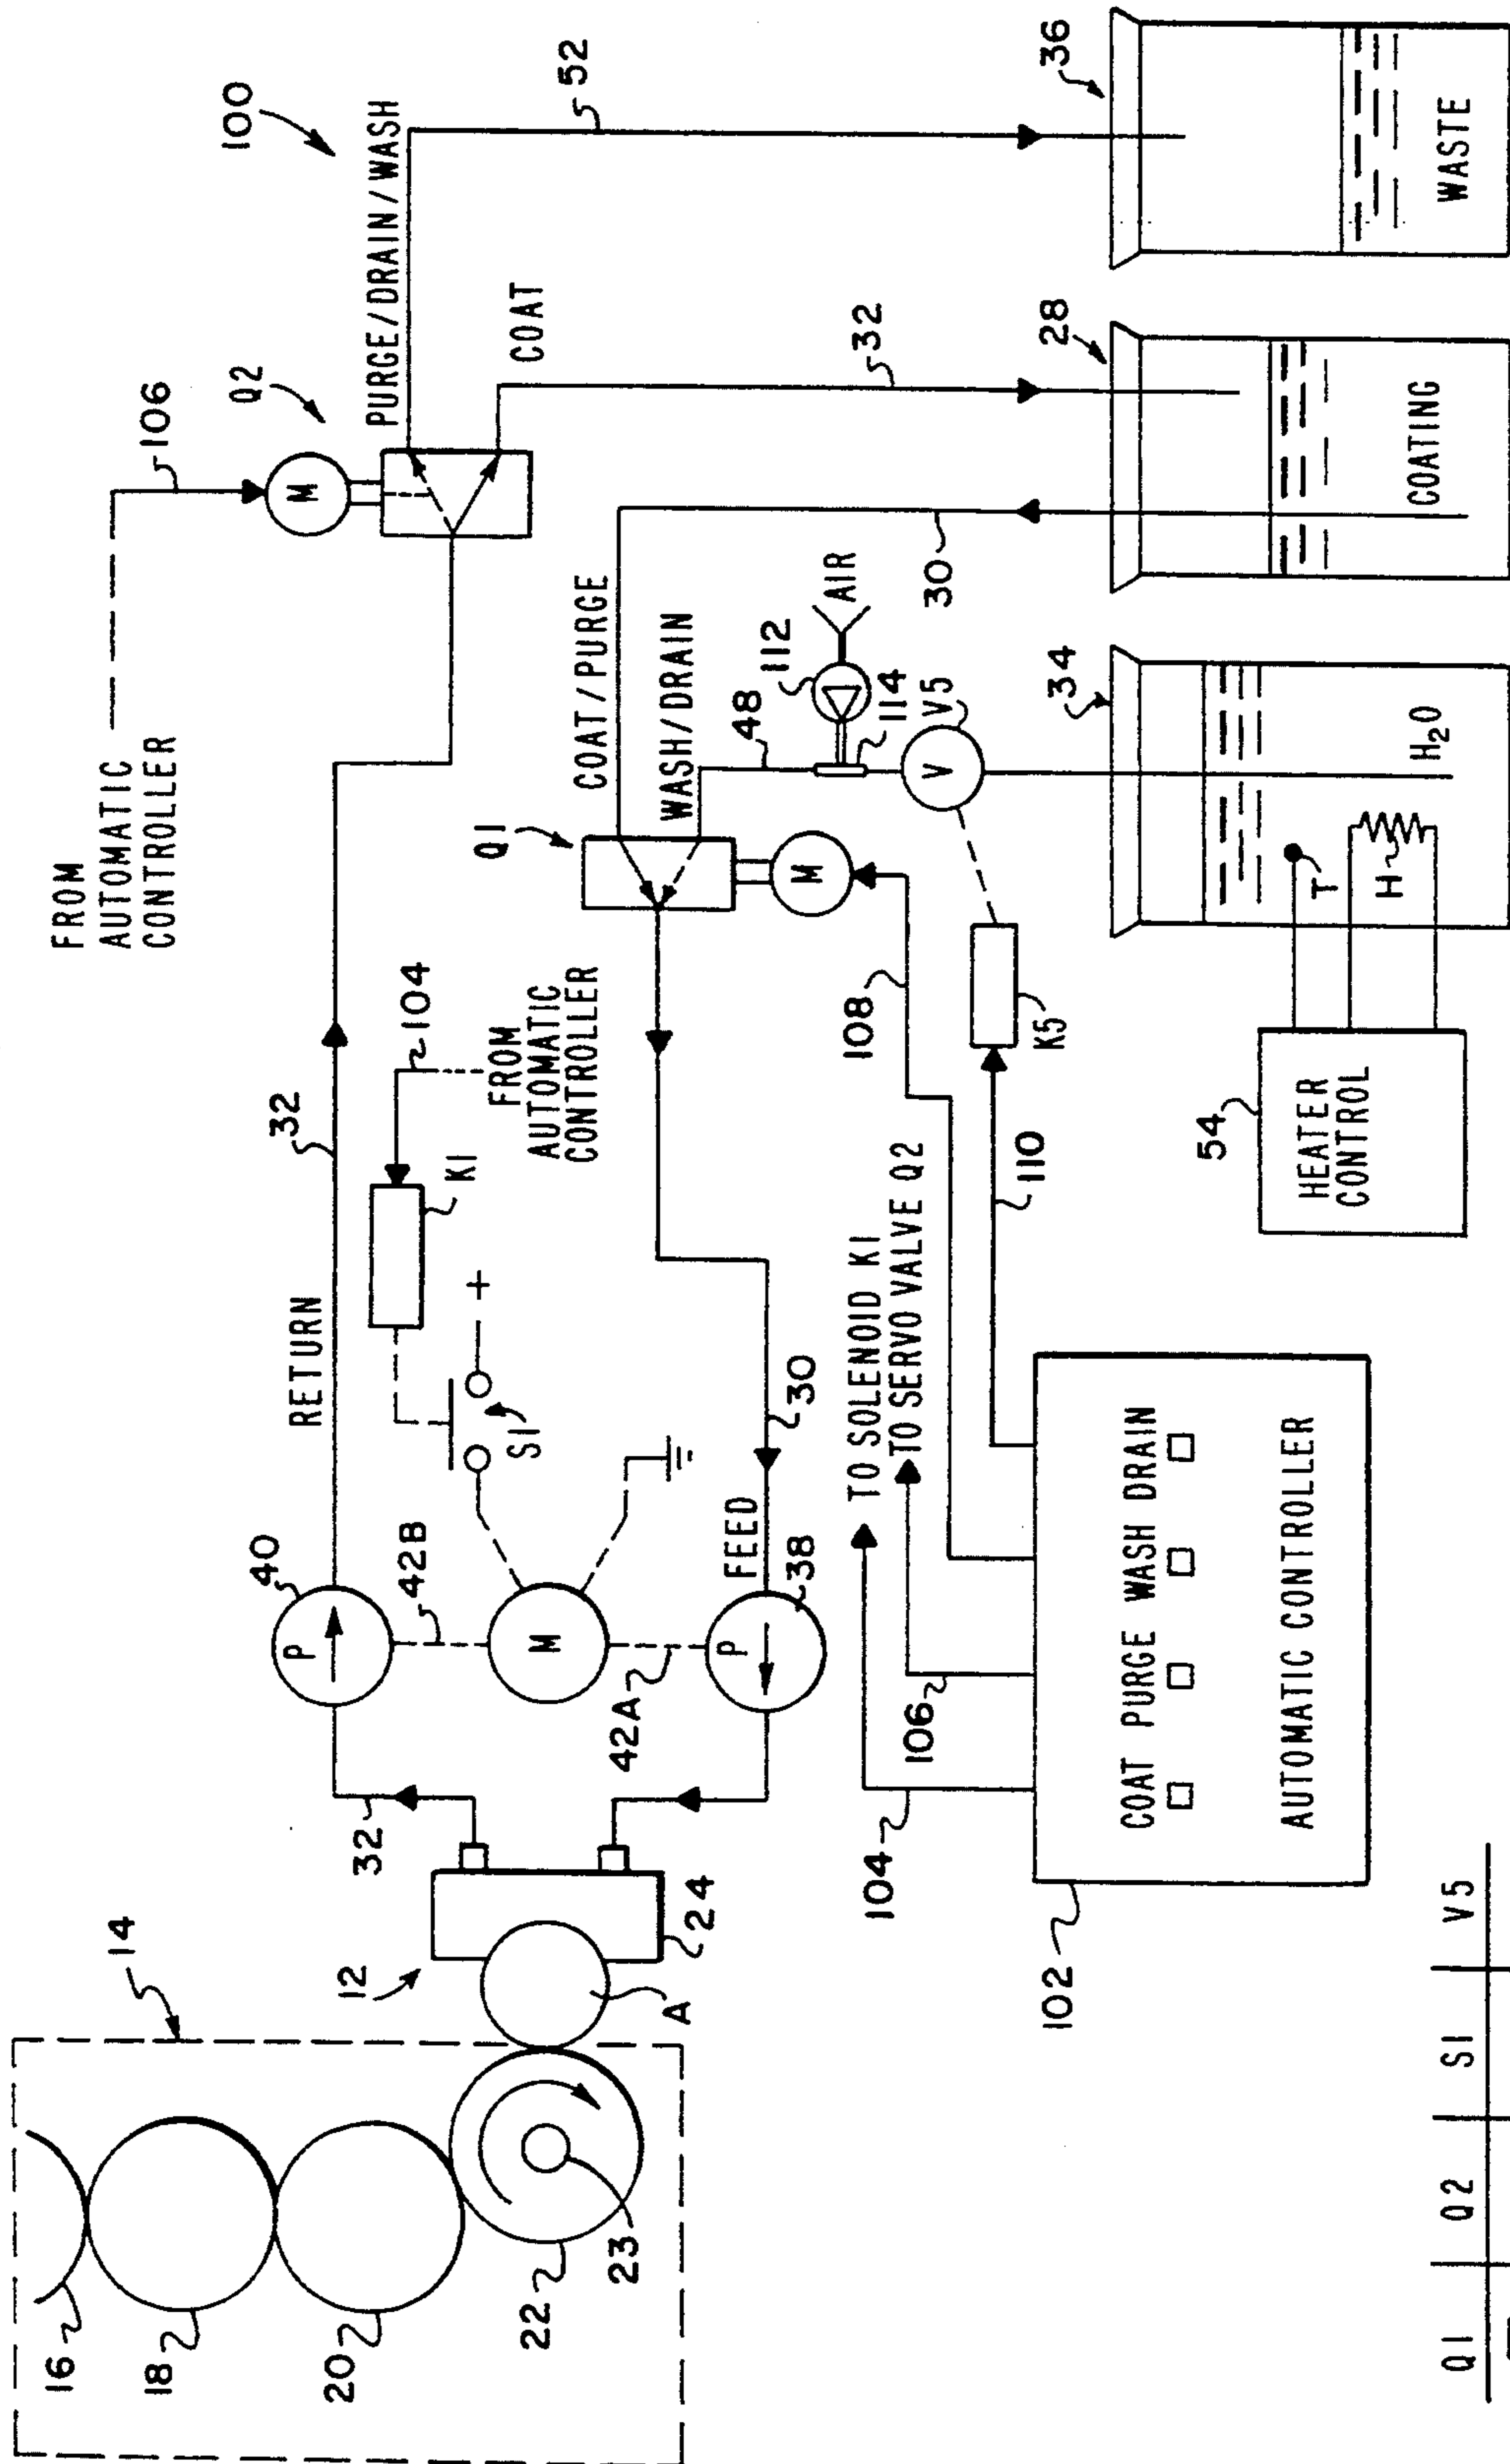 100
FROM
AUTOMATIC
CONTROLLER
106
Q2
M
PURGE/DRAIN/WASH
52
COAT
32
36
WASTE
28
COATING
30
COAT/PURGE
WASH/DRAIN
AIR
112
114
48
V5
V
Q1
M
34
H2O
T
H
54
HEATER
CONTROL
K5
108
110
32
RETURN
K1
104
FROM
AUTOMATIC
CONTROLLER
+
S1
30
FEED
40
P
42B
M
42A
38
P
32
14
12
24
A
16
18
20
22
23
TO SOLENOID K1
TO SERVO VALVE Q2
104
106
102
COAT PURGE WASH DRAIN
AUTOMATIC CONTROLLER
Q1 Q2 S1 V5